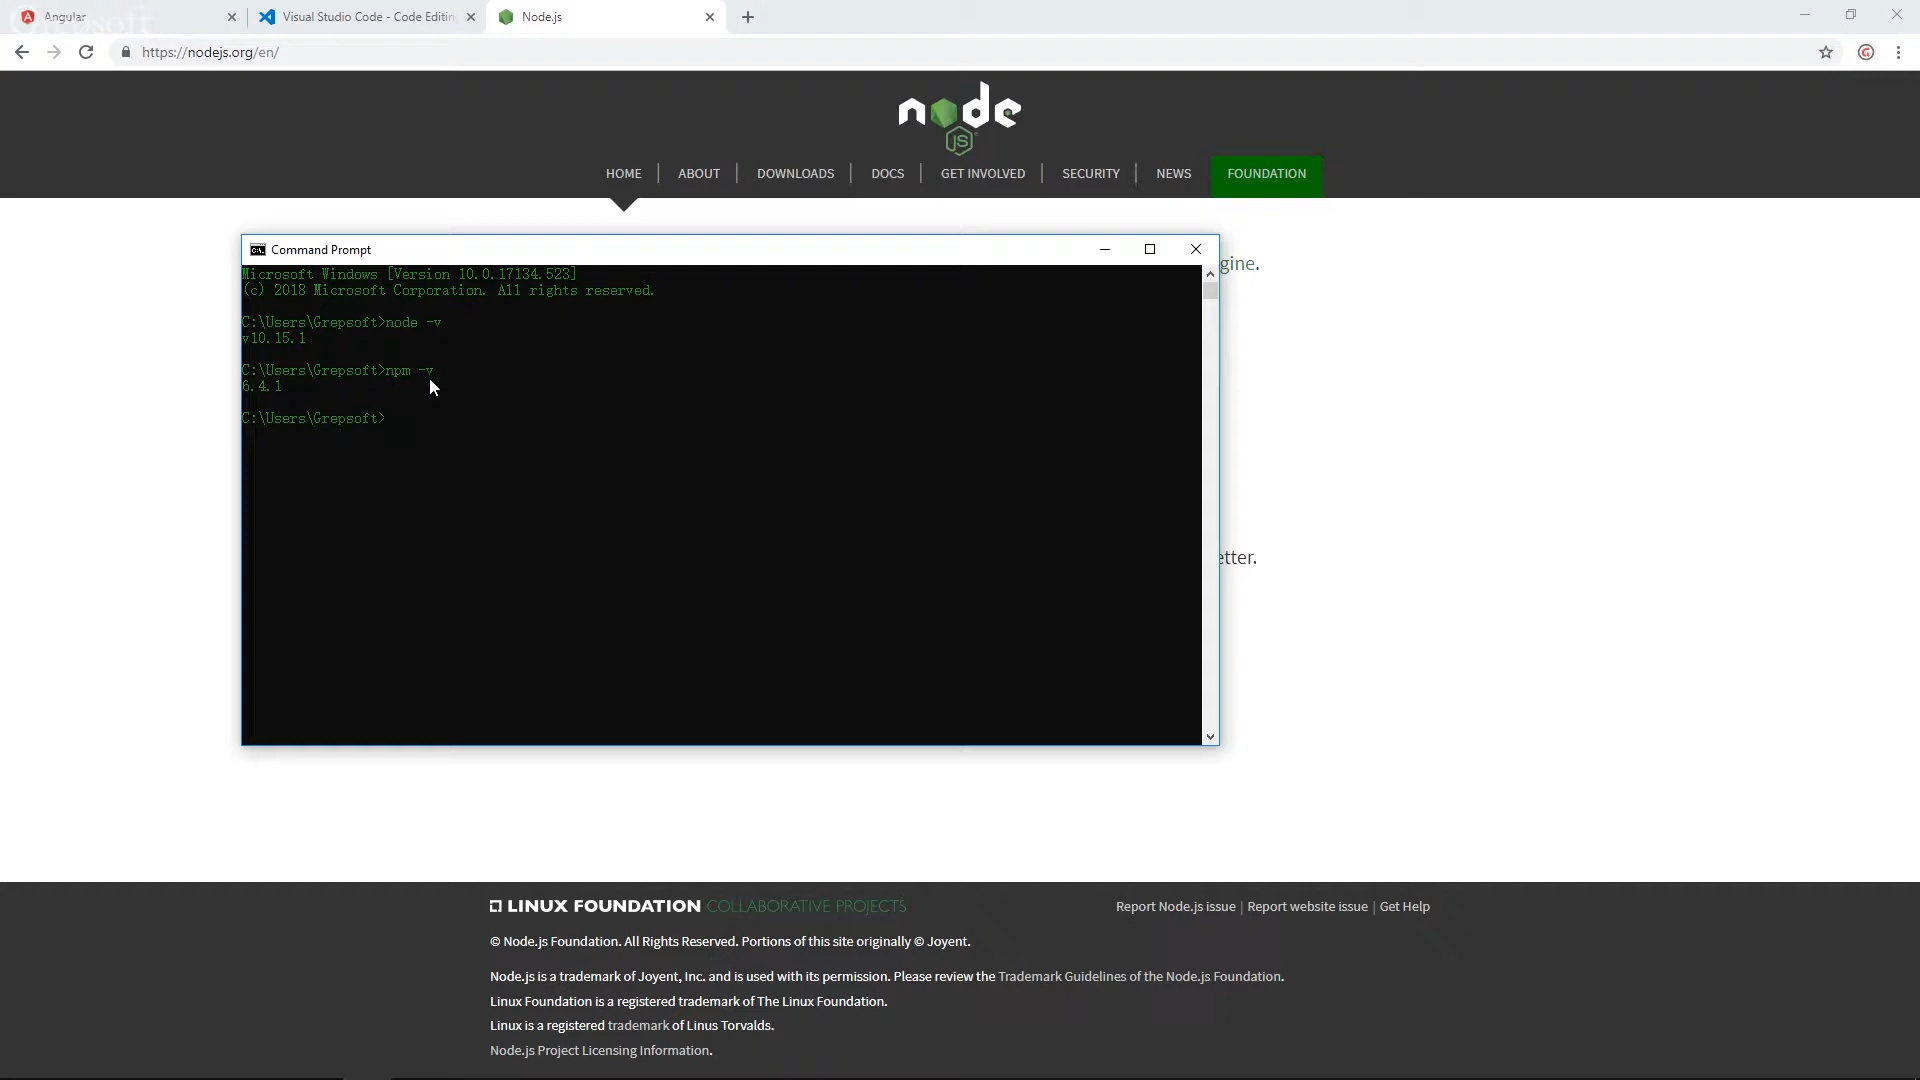 Grepsoft
Angular
Visual Studio Code - Code Editin
Node.js
https://nodejs.org/en/
node
JS
HOME
ABOUT
DOWNLOADS
DOCS
GET INVOLVED
SECURITY
NEWS
FOUNDATION
Command Prompt
Microsoft Windows [Version 10.0.17134.523]
(c) 2018 Microsoft Corporation. All rights reserved.
C:\Users\Grepsoft>node -v
v10.15.1
C:\Users\Grepsoft>npm -v
6.4.1
C:\Users\Grepsoft>
gine.
etter.
LINUX FOUNDATION COLLABORATIVE PROJECTS
Report Node.js issue | Report website issue | Get Help
© Node.js Foundation. All Rights Reserved. Portions of this site originally © Joyent.
Node.js is a trademark of Joyent, Inc. and is used with its permission. Please review the Trademark Guidelines of the Node.js Foundation.
Linux Foundation is a registered trademark of The Linux Foundation.
Linux is a registered trademark of Linus Torvalds.
Node.js Project Licensing Information.